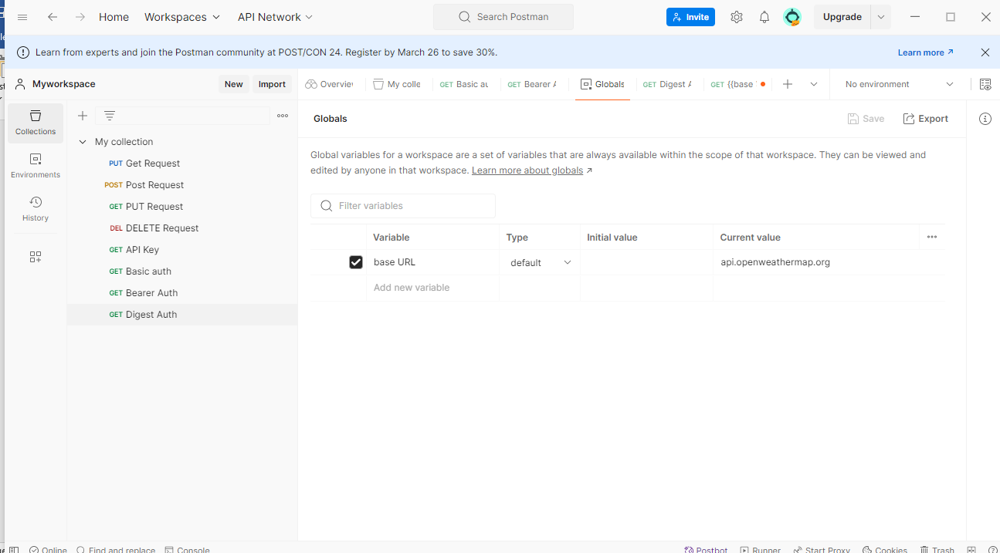 Home Workspaces API Network Search Postman Invite Upgrade
Learn from experts and join the Postman community at POST/CON 24. Register by March 26 to save 30%. Learn more
Myworkspace New Import Overview My colle GET Basic au GET Bearer A Globals GET Digest A GET {{base No environment
Collections
Environments
History
My collection
PUT Get Request
POST Post Request
GET PUT Request
DEL DELETE Request
GET API Key
GET Basic auth
GET Bearer Auth
GET Digest Auth
Globals Save Export
Global variables for a workspace are a set of variables that are always available within the scope of that workspace. They can be viewed and
edited by anyone in that workspace. Learn more about globals
Filter variables
Variable Type Initial value Current value
base URL default api.openweathermap.org
Add new variable
Online Find and replace Console Postbot Runner Start Proxy Cookies Trash